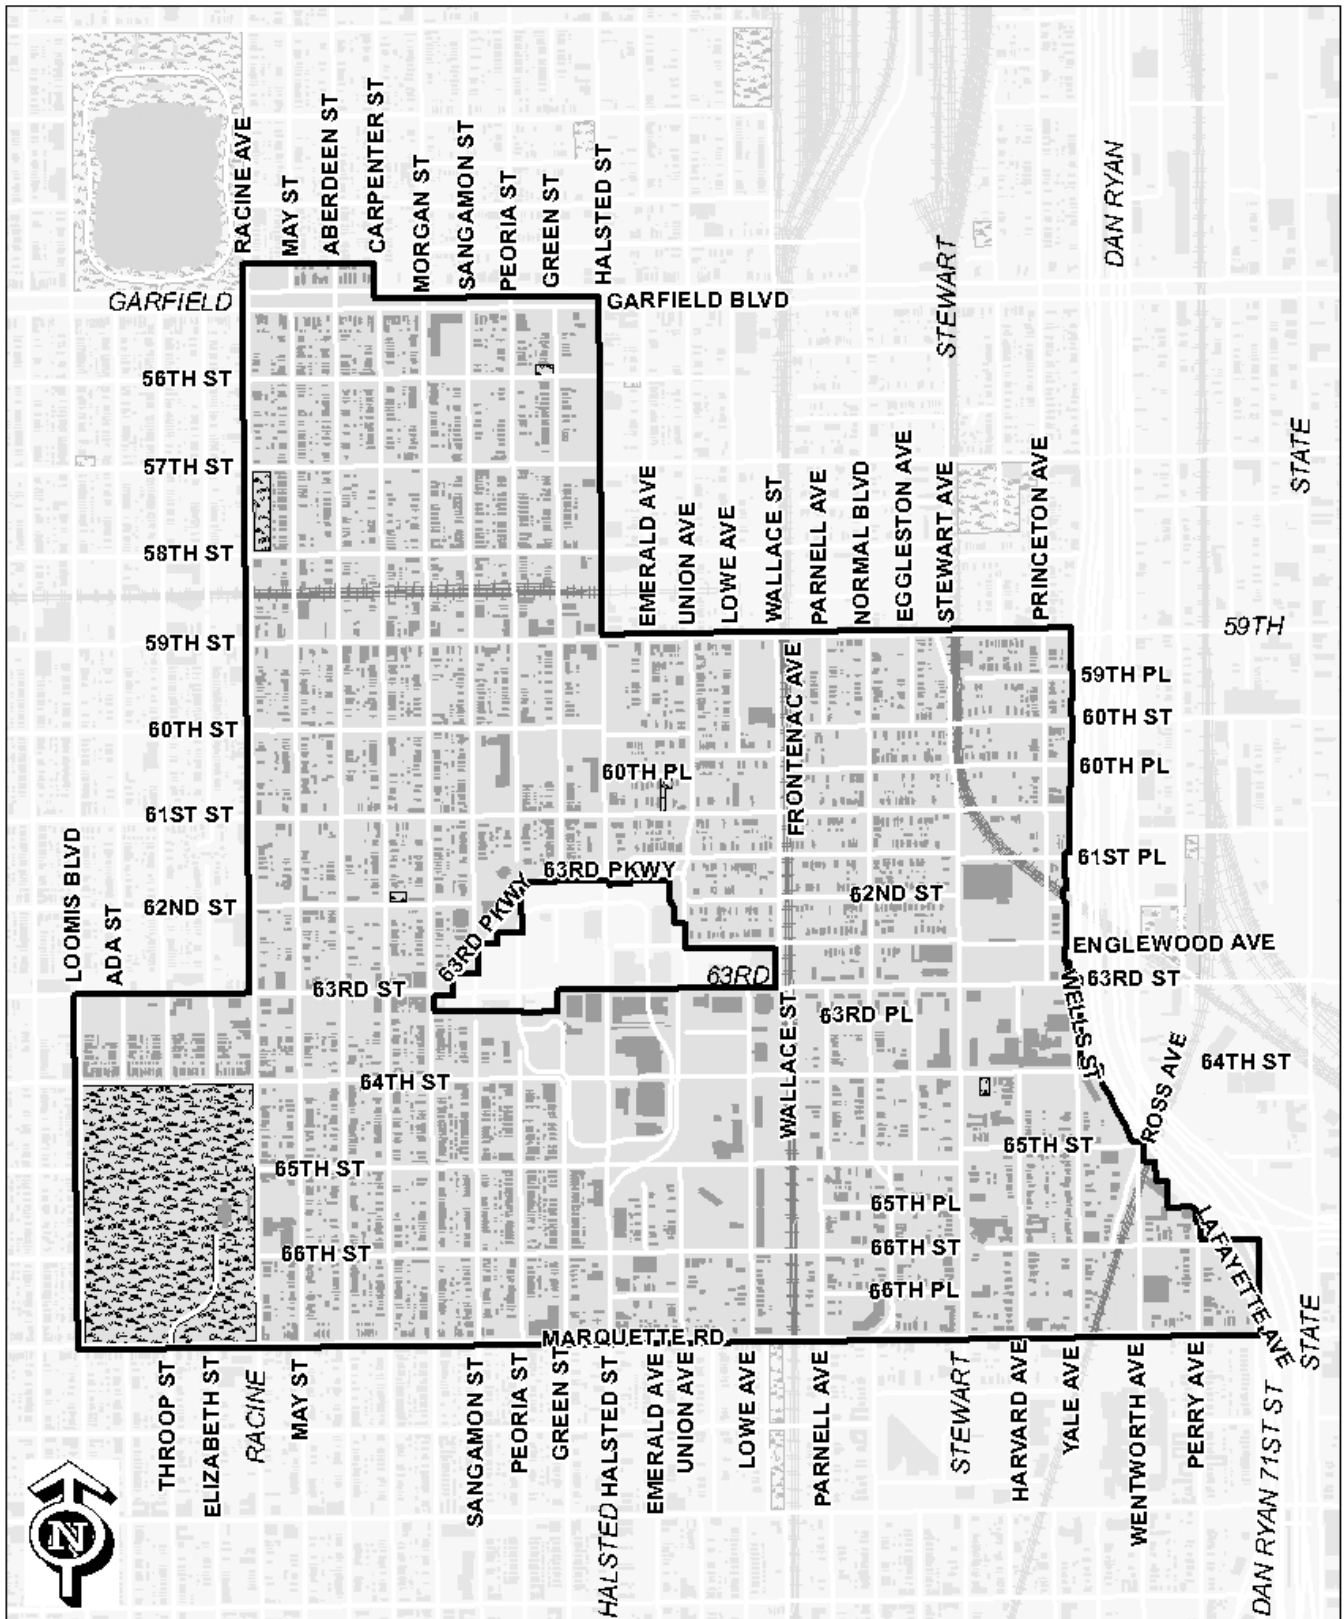 RACINE AVE
MAY ST
ABERDEEN ST
CARPENTER ST
MORGAN ST
SANGAMON ST
PEORIA ST
GREEN ST
HALSTED ST
STEWART
DAN RYAN
GARFIELD
GARFIELD BLVD
56TH ST
57TH ST
58TH ST
59TH ST
60TH ST
61ST ST
62ND ST
STATE
EMERALD AVE
UNION AVE
LOWE AVE
WALLACE ST
PARNELL AVE
NORMAL BLVD
EGGLESTON AVE
STEWART AVE
PRINCETON AVE
59TH
FRONTENAC AVE
59TH PL
60TH ST
60TH PL
60TH PL
61ST PL
LOOMIS BLVD
ADA ST
63RD PKWY
63RD PKWY
62ND ST
ENGLEWOOD AVE
63RD ST
63RD
63RD ST
63RD PL
WELLS ST
WALLACE ST
64TH ST
64TH ST
ROSS AVE
65TH ST
65TH ST
65TH PL
66TH ST
66TH ST
66TH PL
LAFAYETTE AVE
MARQUETTE RD
STATE
THROOP ST
ELIZABETH ST
RACINE
MAY ST
SANGAMON ST
PEORIA ST
GREEN ST
HALSTED
HALSTED ST
EMERALD AVE
UNION AVE
LOWE AVE
PARNELL AVE
STEWART
HARVARD AVE
YALE AVE
WENTWORTH AVE
PERRY AVE
DAN RYAN 71ST ST
N